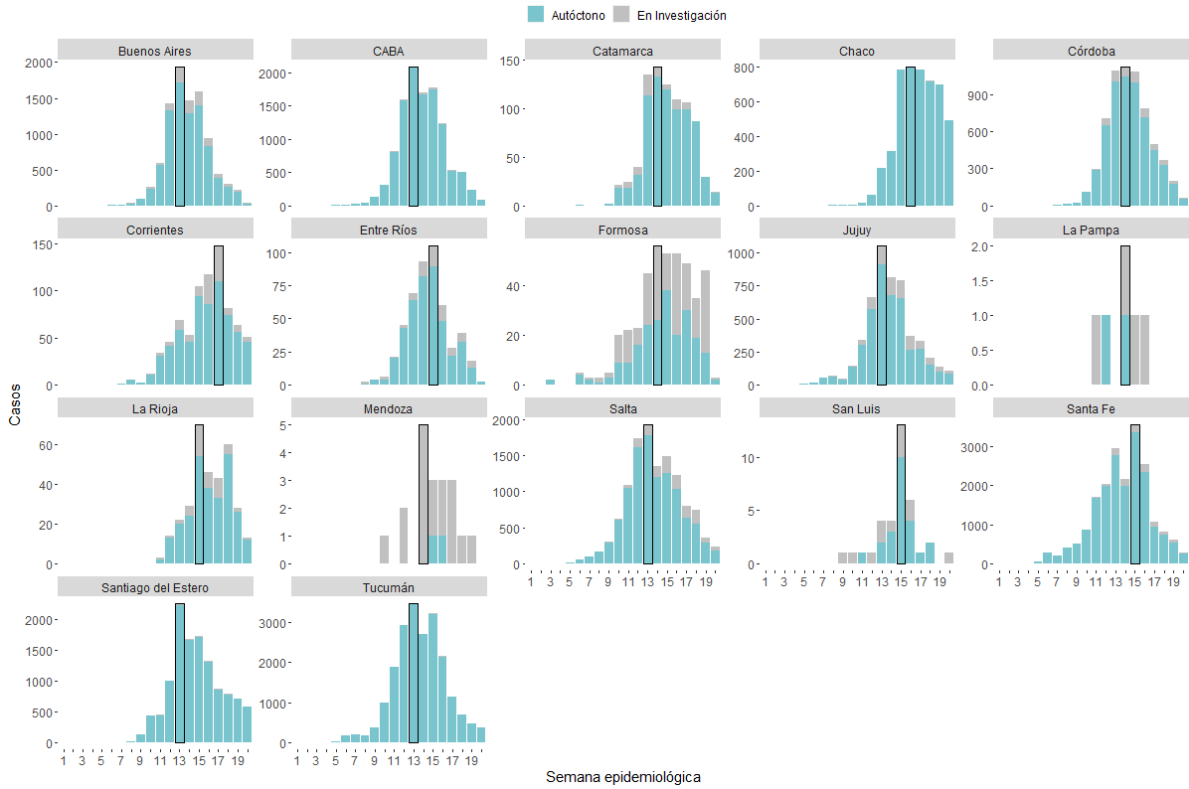 Autóctono En Investigación
Buenos Aires CABA Catamarca Chaco Córdoba
2000 1500 1000 500 0
2000 1500 1000 500 0
150 100 50 0
800 600 400 200 0
900 600 300 0
Corrientes Entre Ríos Formosa Jujuy La Pampa
150 100 50 0
100 75 50 25 0
40 20 0
1000 750 500 250 0
2.0 1.5 1.0 0.5 0.0
Casos
La Rioja Mendoza Salta San Luis Santa Fe
60 40 20 0
5 4 3 2 1 0
2000 1500 1000 500 0
10 5 0
3000 2000 1000 0
1 3 5 7 9 11 13 15 17 19
1 3 5 7 9 11 13 15 17 19
1 3 5 7 9 11 13 15 17 19
Santiago del Estero Tucumán
2000 1500 1000 500 0
3000 2000 1000 0
1 3 5 7 9 11 13 15 17 19
1 3 5 7 9 11 13 15 17 19
Semana epidemiológica